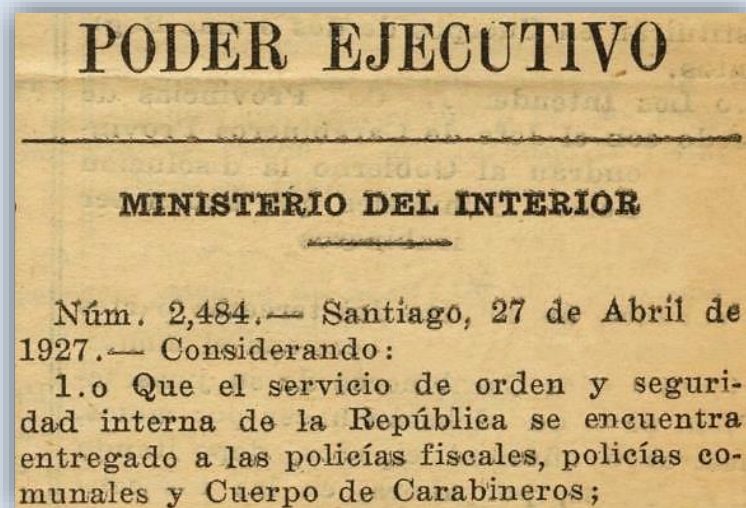 PODER EJECUTIVO
MINISTERIO DEL INTERIOR
Núm. 2,484.— Santiago, 27 de Abril de
1927.— Considerando:
1.o Que el servicio de orden y seguri-
dad interna de la República se encuentra
entregado a las policías fiscales, policías co-
munales y Cuerpo de Carabineros;